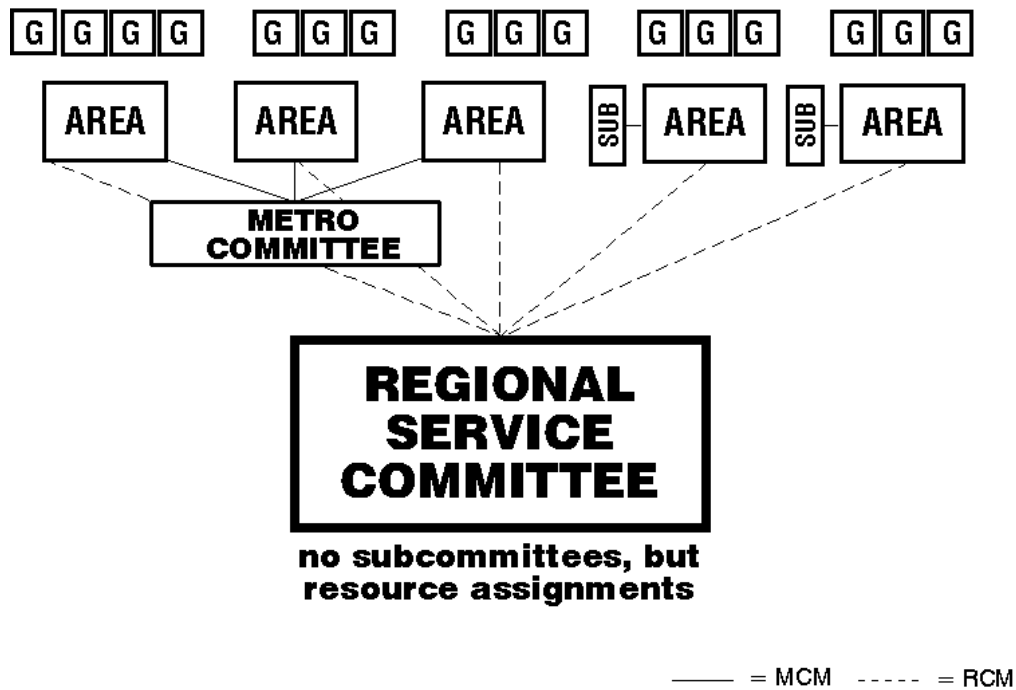 G G G G G G G G G G G G G G G G
AREA AREA AREA SUB AREA SUB AREA
METRO
COMMITTEE
REGIONAL
SERVICE
COMMITTEE
no subcommittees, but
resource assignments
= MCM = RCM